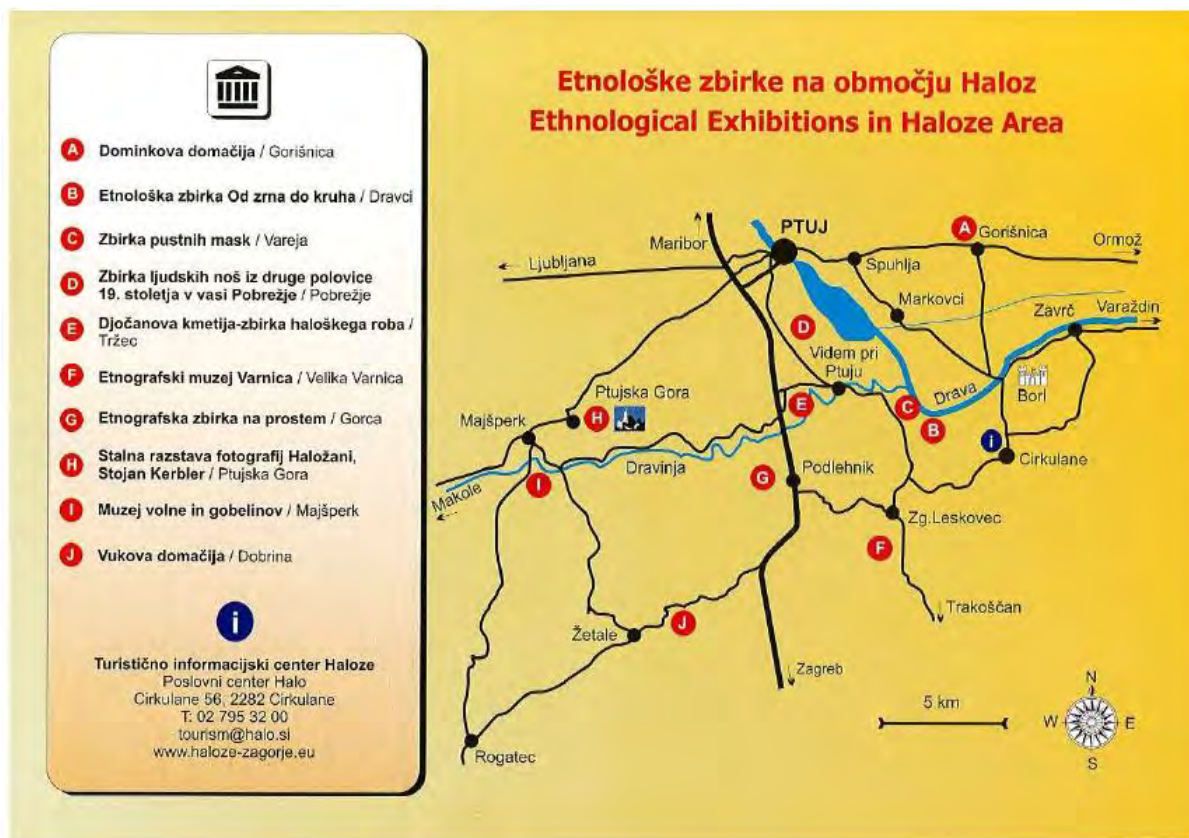 A Dominkova domačija / Gorišnica
B Etnološka zbirka Od zrna do kruha / Dravci
C Zbirka pustnih mask / Vareja
D Zbirka ljudskih noš iz druge polovice
19. stoletja v vasi Pobrežje / Pobrežje
E Djočanova kmetija-zbirka haloškega roba /
Tržec
F Etnografski muzej Varnica / Velika Varnica
G Etnografska zbirka na prostem / Gorca
H Stalna razstava fotografij Haložani,
Stojan Kerbler / Ptujska Gora
I Muzej volne in gobelinov / Majšperk
J Vukova domačija / Dobrina
i
Turistično informacijski center Haloze
Poslovni center Halo
Cirkulane 56, 2282 Cirkulane
T: 02 795 32 00
tourism@halo.si
www.haloze-zagorje.eu
Etnološke zbirke na območju Haloz
Ethnological Exhibitions in Haloze Area
Maribor
PTUJ
A
Gorišnica
Ormož
Ljubljana
Spuhlja
Markovci
Zavrč
Varaždin
D
Videm pri
Ptuju
Drava
Borl
Ptujska Gora
E
C
B
H
Majšperk
i
Cirkulane
Dravinja
Podlehnik
G
I
Makole
Zg.Leskovec
F
Trakoščan
J
Žetale
Zagreb
5 km
N
W
E
S
Rogatec